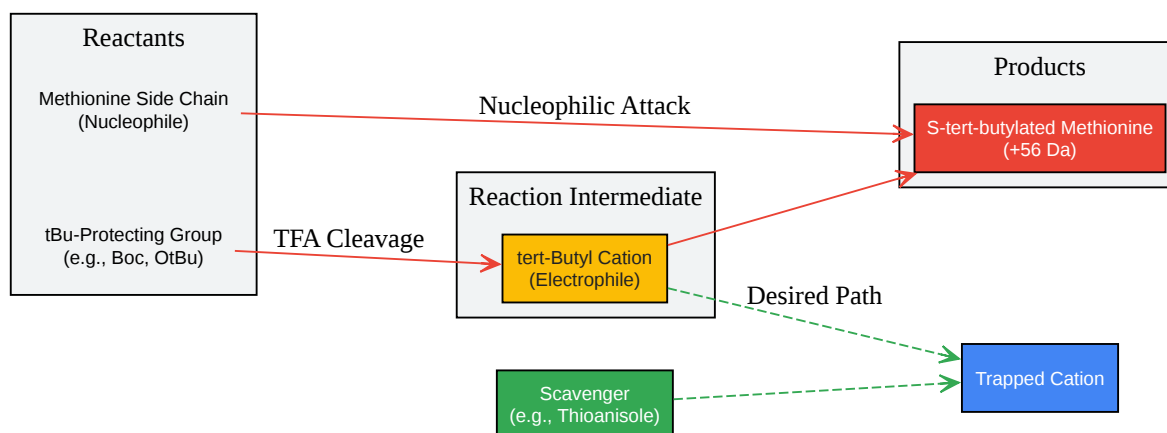 Reactants
Methionine Side Chain
(Nucleophile)
tBu-Protecting Group
(e.g., Boc, OtBu)
Nucleophilic Attack
TFA Cleavage
Reaction Intermediate
tert-Butyl Cation
(Electrophile)
Products
S-tert-butylated Methionine
(+56 Da)
Desired Path
Scavenger
(e.g., Thioanisole)
Trapped Cation